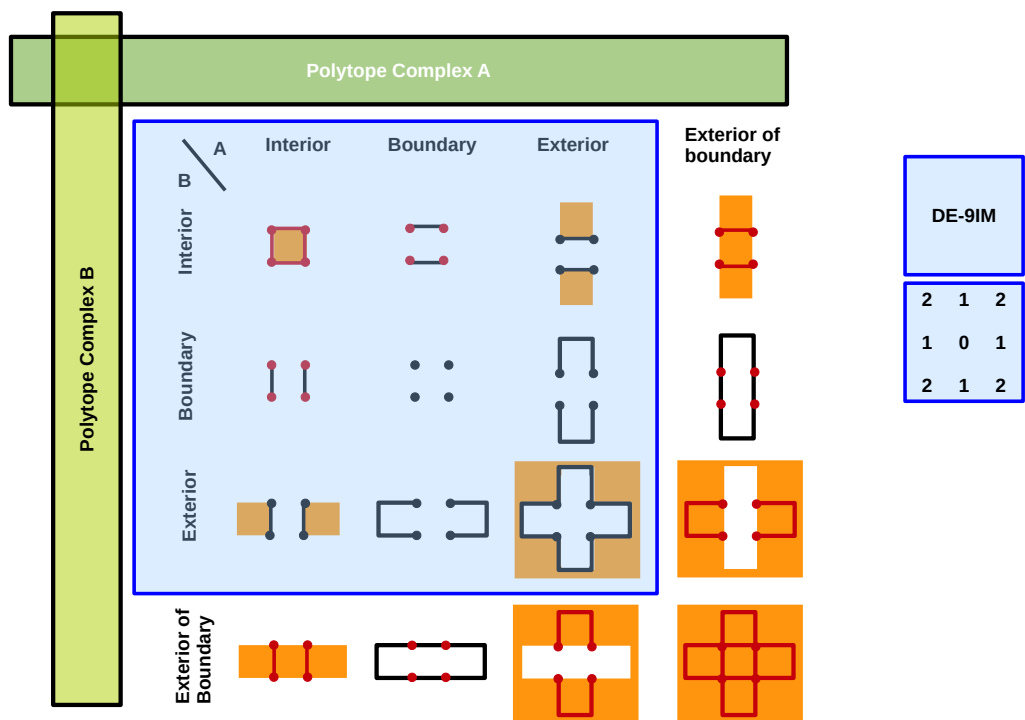 Polytope Complex A
Polytope Complex B
A
B
Interior
Boundary
Exterior
Exterior of
boundary
Interior
Boundary
Exterior
Exterior of
Boundary
DE-9IM
2 1 2
1 0 1
2 1 2